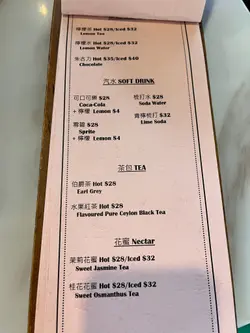 檸檬茶 Hot $28/Iced $32
Lemon Tea
檸檬水 Hot $28/Iced $32
Lemon Water
朱古力 Hot $35/Iced $40
Chocolate
汽水 SOFT DRINK
可口可樂 $28
Coca-Cola
+ 檸檬 Lemon $4
梳打水 $28
Soda Water
雪碧 $28
Sprite
+ 檸檬 Lemon $4
青檸梳打 $32
Lime Soda
茶包 TEA
伯爵茶 Hot $28
Earl Grey
水果紅茶 Hot $28
Flavoured Pure Ceylon Black Tea
花蜜 Nectar
茉莉花蜜 Hot $28/Iced $32
Sweet Jasmine Tea
桂花花蜜 Hot $28/Iced $32
Sweet Osmanthus Tea